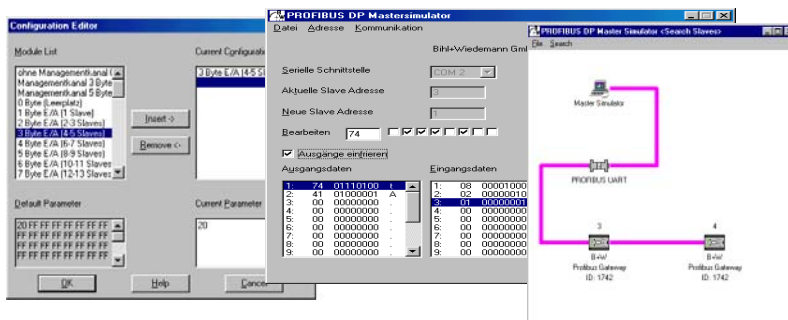 Configuration Editor
Module List
ohne Managementkanal (
Managementkanal 3 Byte
Managementkanal 5 Byte
0 Byte (Leerplatz)
1 Byte E/A (1 Slave)
2 Byte E/A (2-3 Slaves)
3 Byte E/A (4-5 Slaves)
4 Byte E/A (6-7 Slaves)
5 Byte E/A (8-9 Slaves)
6 Byte E/A (10-11 Slaves
7 Byte E/A (12-13 Slaves
Insert ->
Remove <-
Current Configurati
3 Byte E/A (4-5 Sl
Default Parameter
20 FF FF FF FF FF FF FF
FF FF FF FF FF FF FF FF
FF FF FF FF FF FF FF FF
FF FF FF FF FF FF FF FF
Current Parameter
20
OK
Help
Cancel
PROFIBUS DP Mastersimulator
Datei Adresse Kommunikation
Bihl+Wiedemann Gmb
Serielle Schnittstelle
COM 2
Aktuelle Slave Adresse
3
Neue Slave Adresse
1
Bearbeiten
74
Ausgänge einfrieren
Ausgangsdaten
1: 74 01110100 t
2: 41 01000001 A
3: 00 00000000 .
4: 00 00000000 .
5: 00 00000000 .
6: 00 00000000 .
7: 00 00000000 .
8: 00 00000000 .
9: 00 00000000 .
Eingangsdaten
1: 08 00001000
2: 02 00000010
3: 01 00000001
4: 00 00000000
5: 00 00000000
6: 00 00000000
7: 00 00000000
8: 00 00000000
9: 00 00000000
PROFIBUS DP Master Simulator <Search Slaves>
File Search
Master Simulator
PROFIBUS UART
3
B+W
Profibus Gateway
ID: 1742
4
B+W
Profibus Gateway
ID: 1742